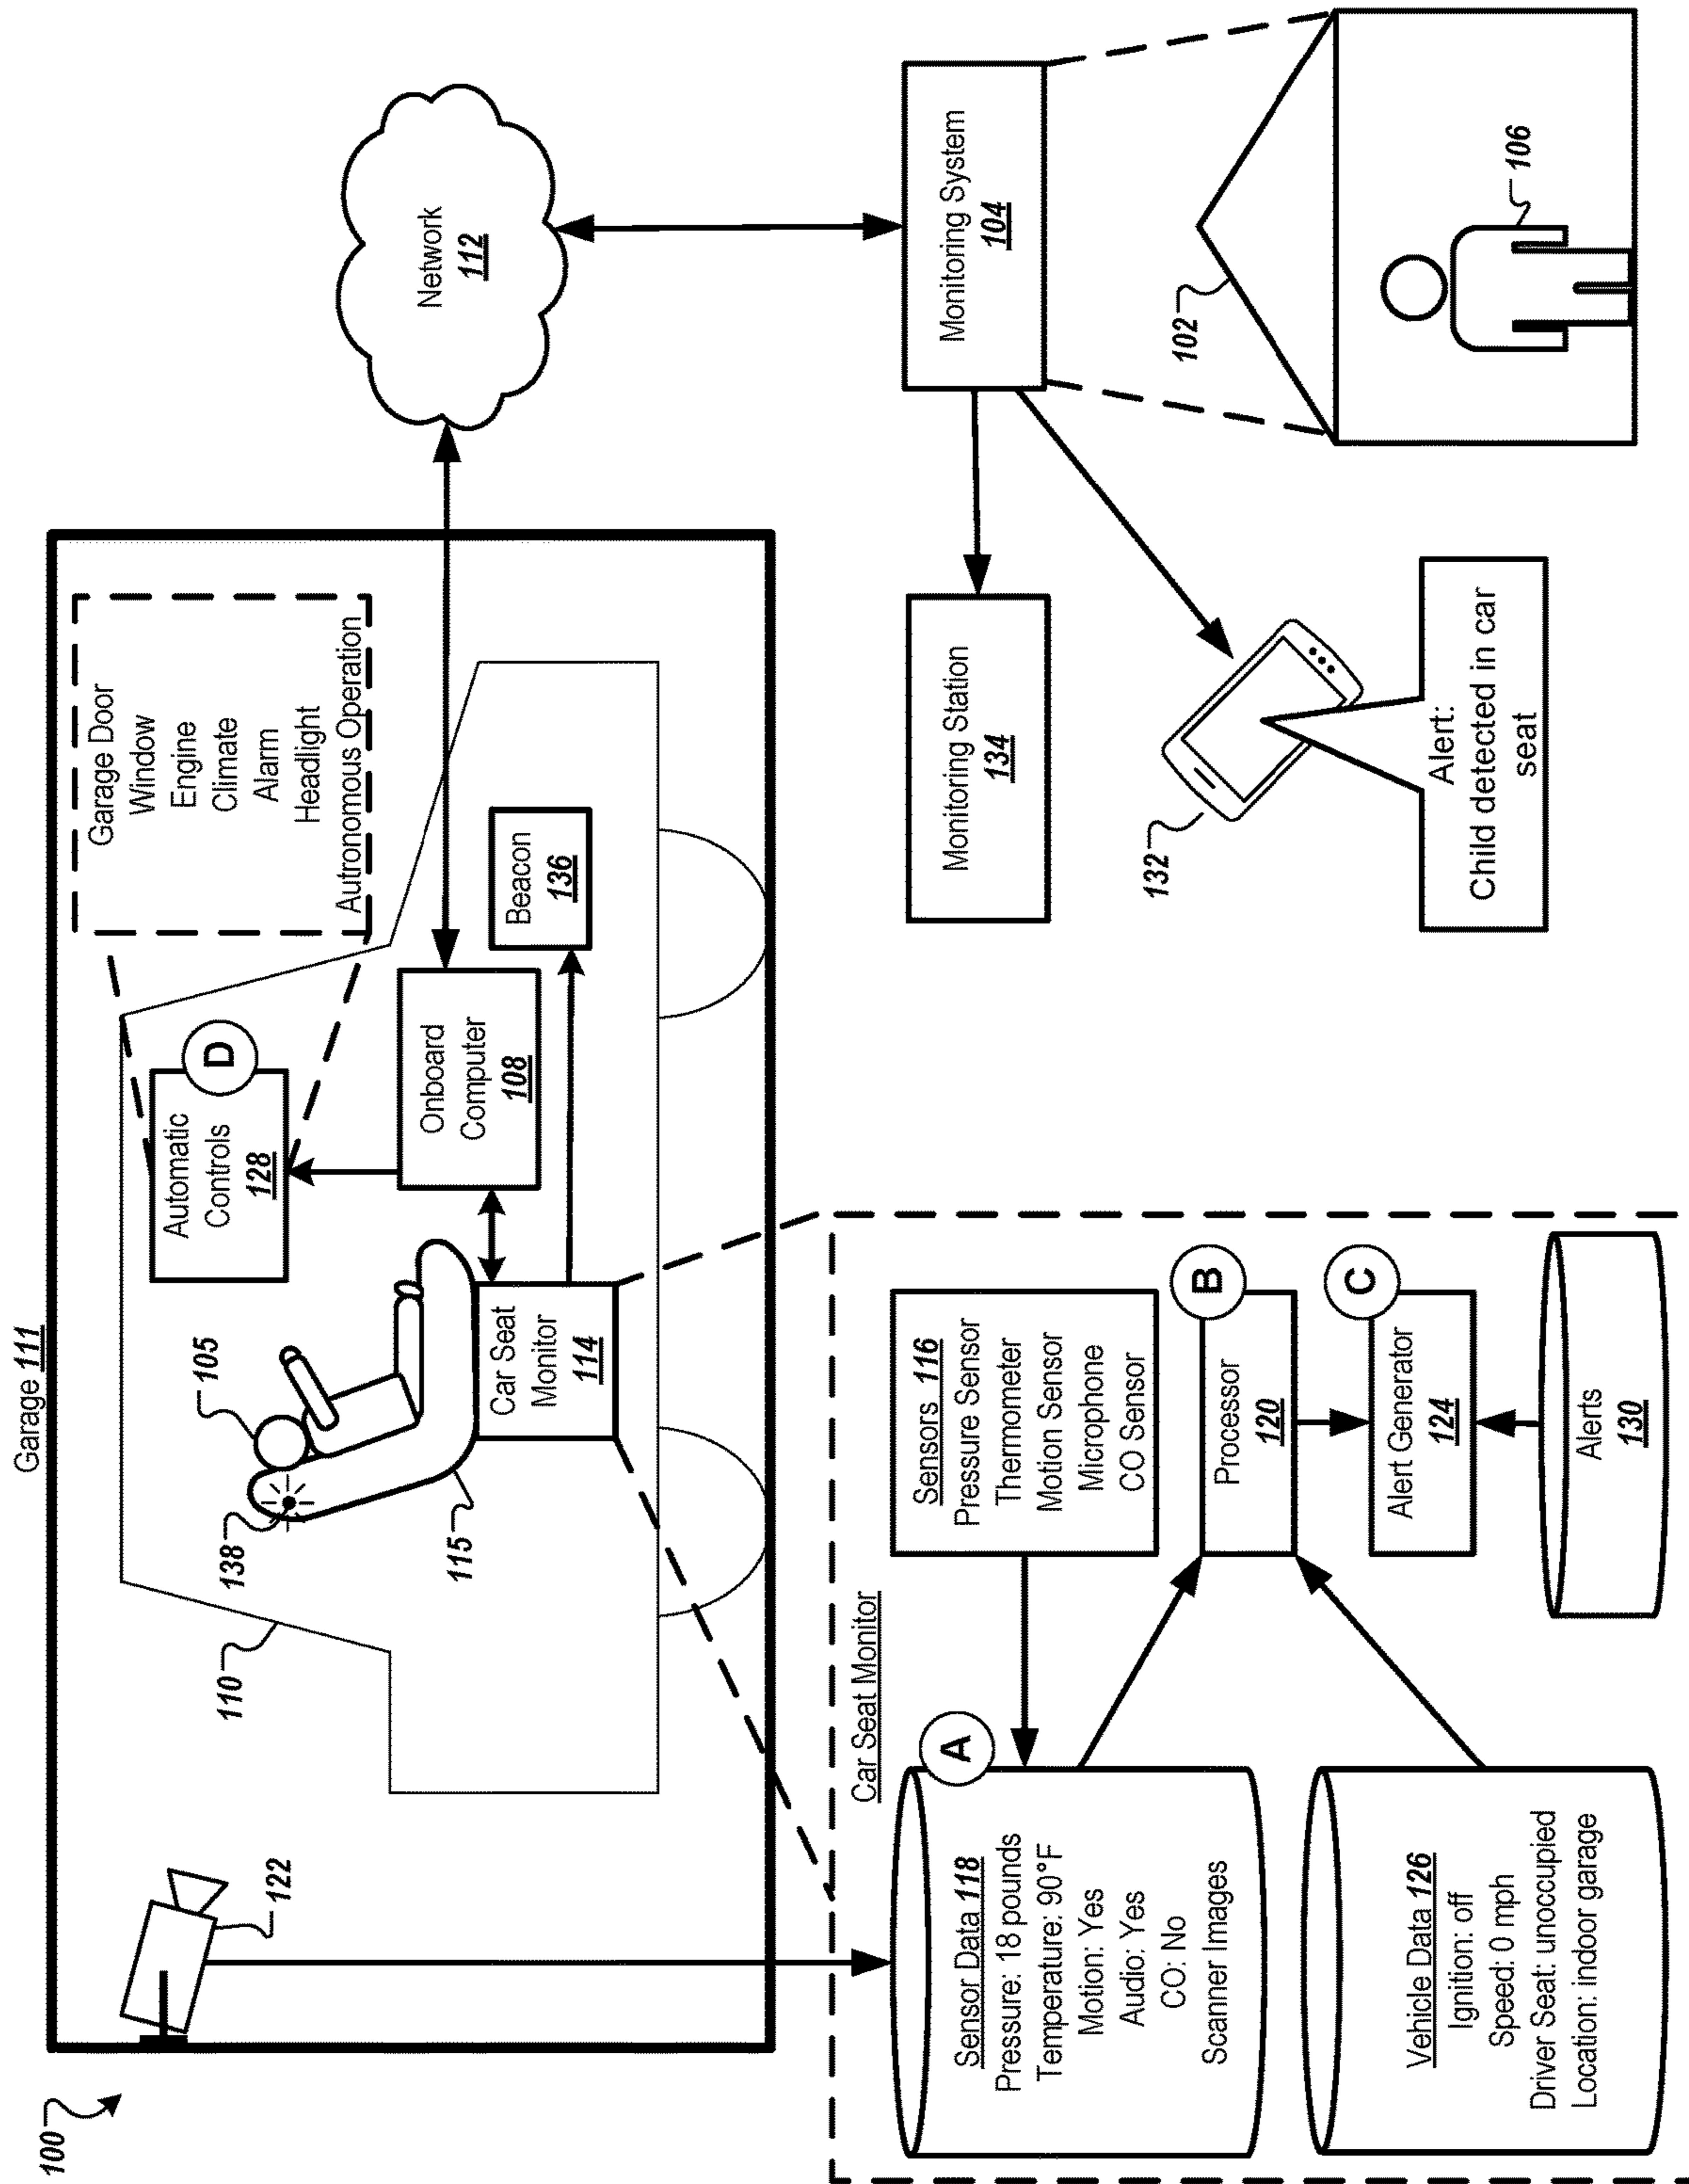 100
Garage 111
122
110
138
105
115
Car Seat
Monitor
114
Automatic
Controls
128
D
Garage Door
Window
Engine
Climate
Alarm
Headlight
Autronomous Operation
Onboard
Computer
108
Beacon
136
Network
112
Car Seat Monitor
A
Sensor Data 118
Pressure: 18 pounds
Temperature: 90°F
Motion: Yes
Audio: Yes
CO: No
Scanner Images
Sensors 116
Pressure Sensor
Thermometer
Motion Sensor
Microphone
CO Sensor
B
Processor
120
Vehicle Data 126
Ignition: off
Speed: 0 mph
Driver Seat: unoccupied
Location: indoor garage
C
Alert Generator
124
Alerts
130
Monitoring Station
134
Monitoring System
104
132
Alert:
Child detected in car
seat
102
106